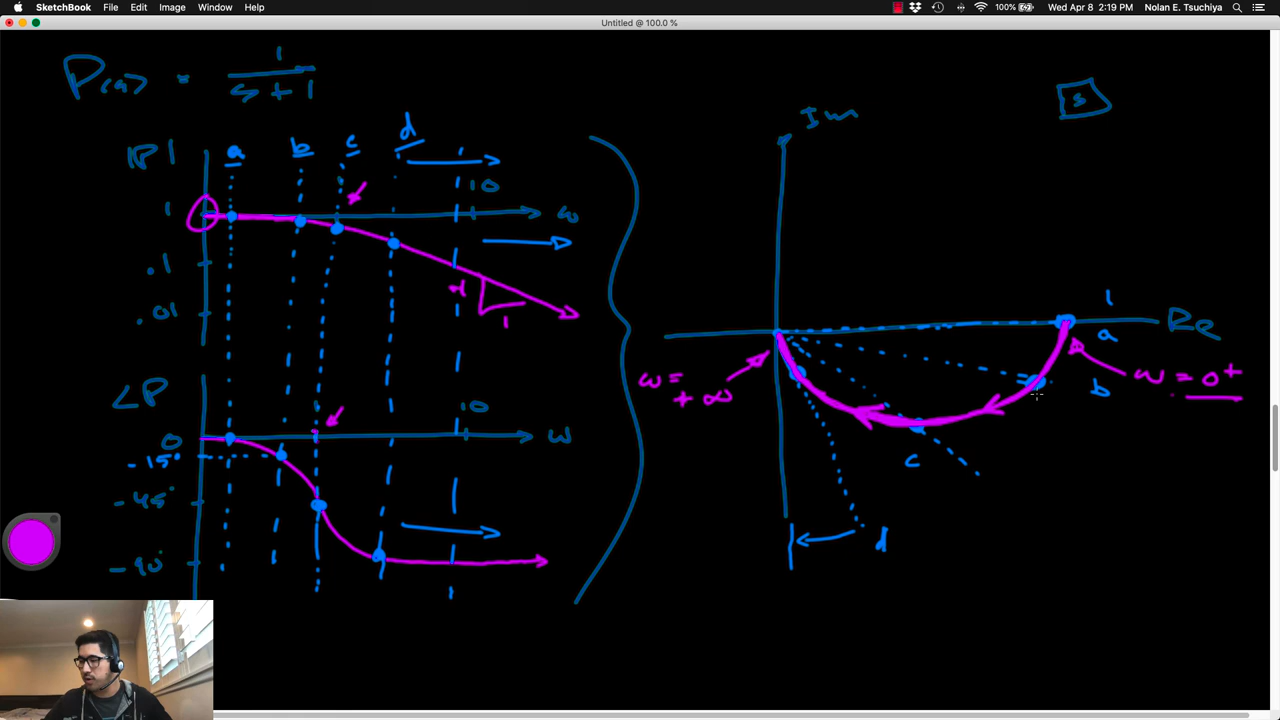 SketchBook File Edit Image Window Help 100% Wed Apr 8 2:19 PM Nolan E. Tsuchiya
Untitled @ 100.0 %
P(s) = 1 / s+1
|P|
a b c d
10
1
ω
.1
.01
-1
1
∠P
10
0
ω
-15°
-45°
-90°
Im
s
1
Re
a
ω = 0+
b
ω = +∞
c
d